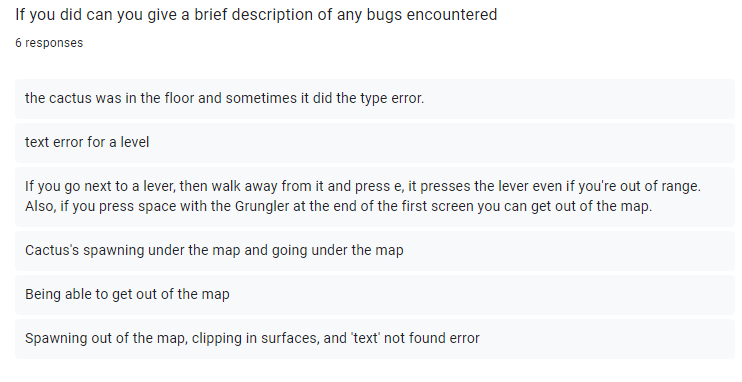 If you did can you give a brief description of any bugs encountered
6 responses
the cactus was in the floor and sometimes it did the type error.
text error for a level
If you go next to a lever, then walk away from it and press e, it presses the lever even if you're out of range.
Also, if you press space with the Grungler at the end of the first screen you can get out of the map.
Cactus's spawning under the map and going under the map
Being able to get out of the map
Spawning out of the map, clipping in surfaces, and 'text' not found error